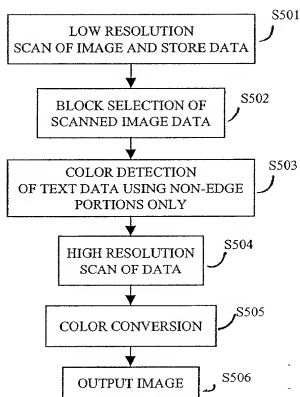 S501
LOW RESOLUTION
SCAN OF IMAGE AND STORE DATA
S502
BLOCK SELECTION OF
SCANNED IMAGE DATA
S503
COLOR DETECTION
OF TEXT DATA USING NON-EDGE
PORTIONS ONLY
S504
HIGH RESOLUTION
SCAN OF DATA
S505
COLOR CONVERSION
OUTPUT IMAGE
S506